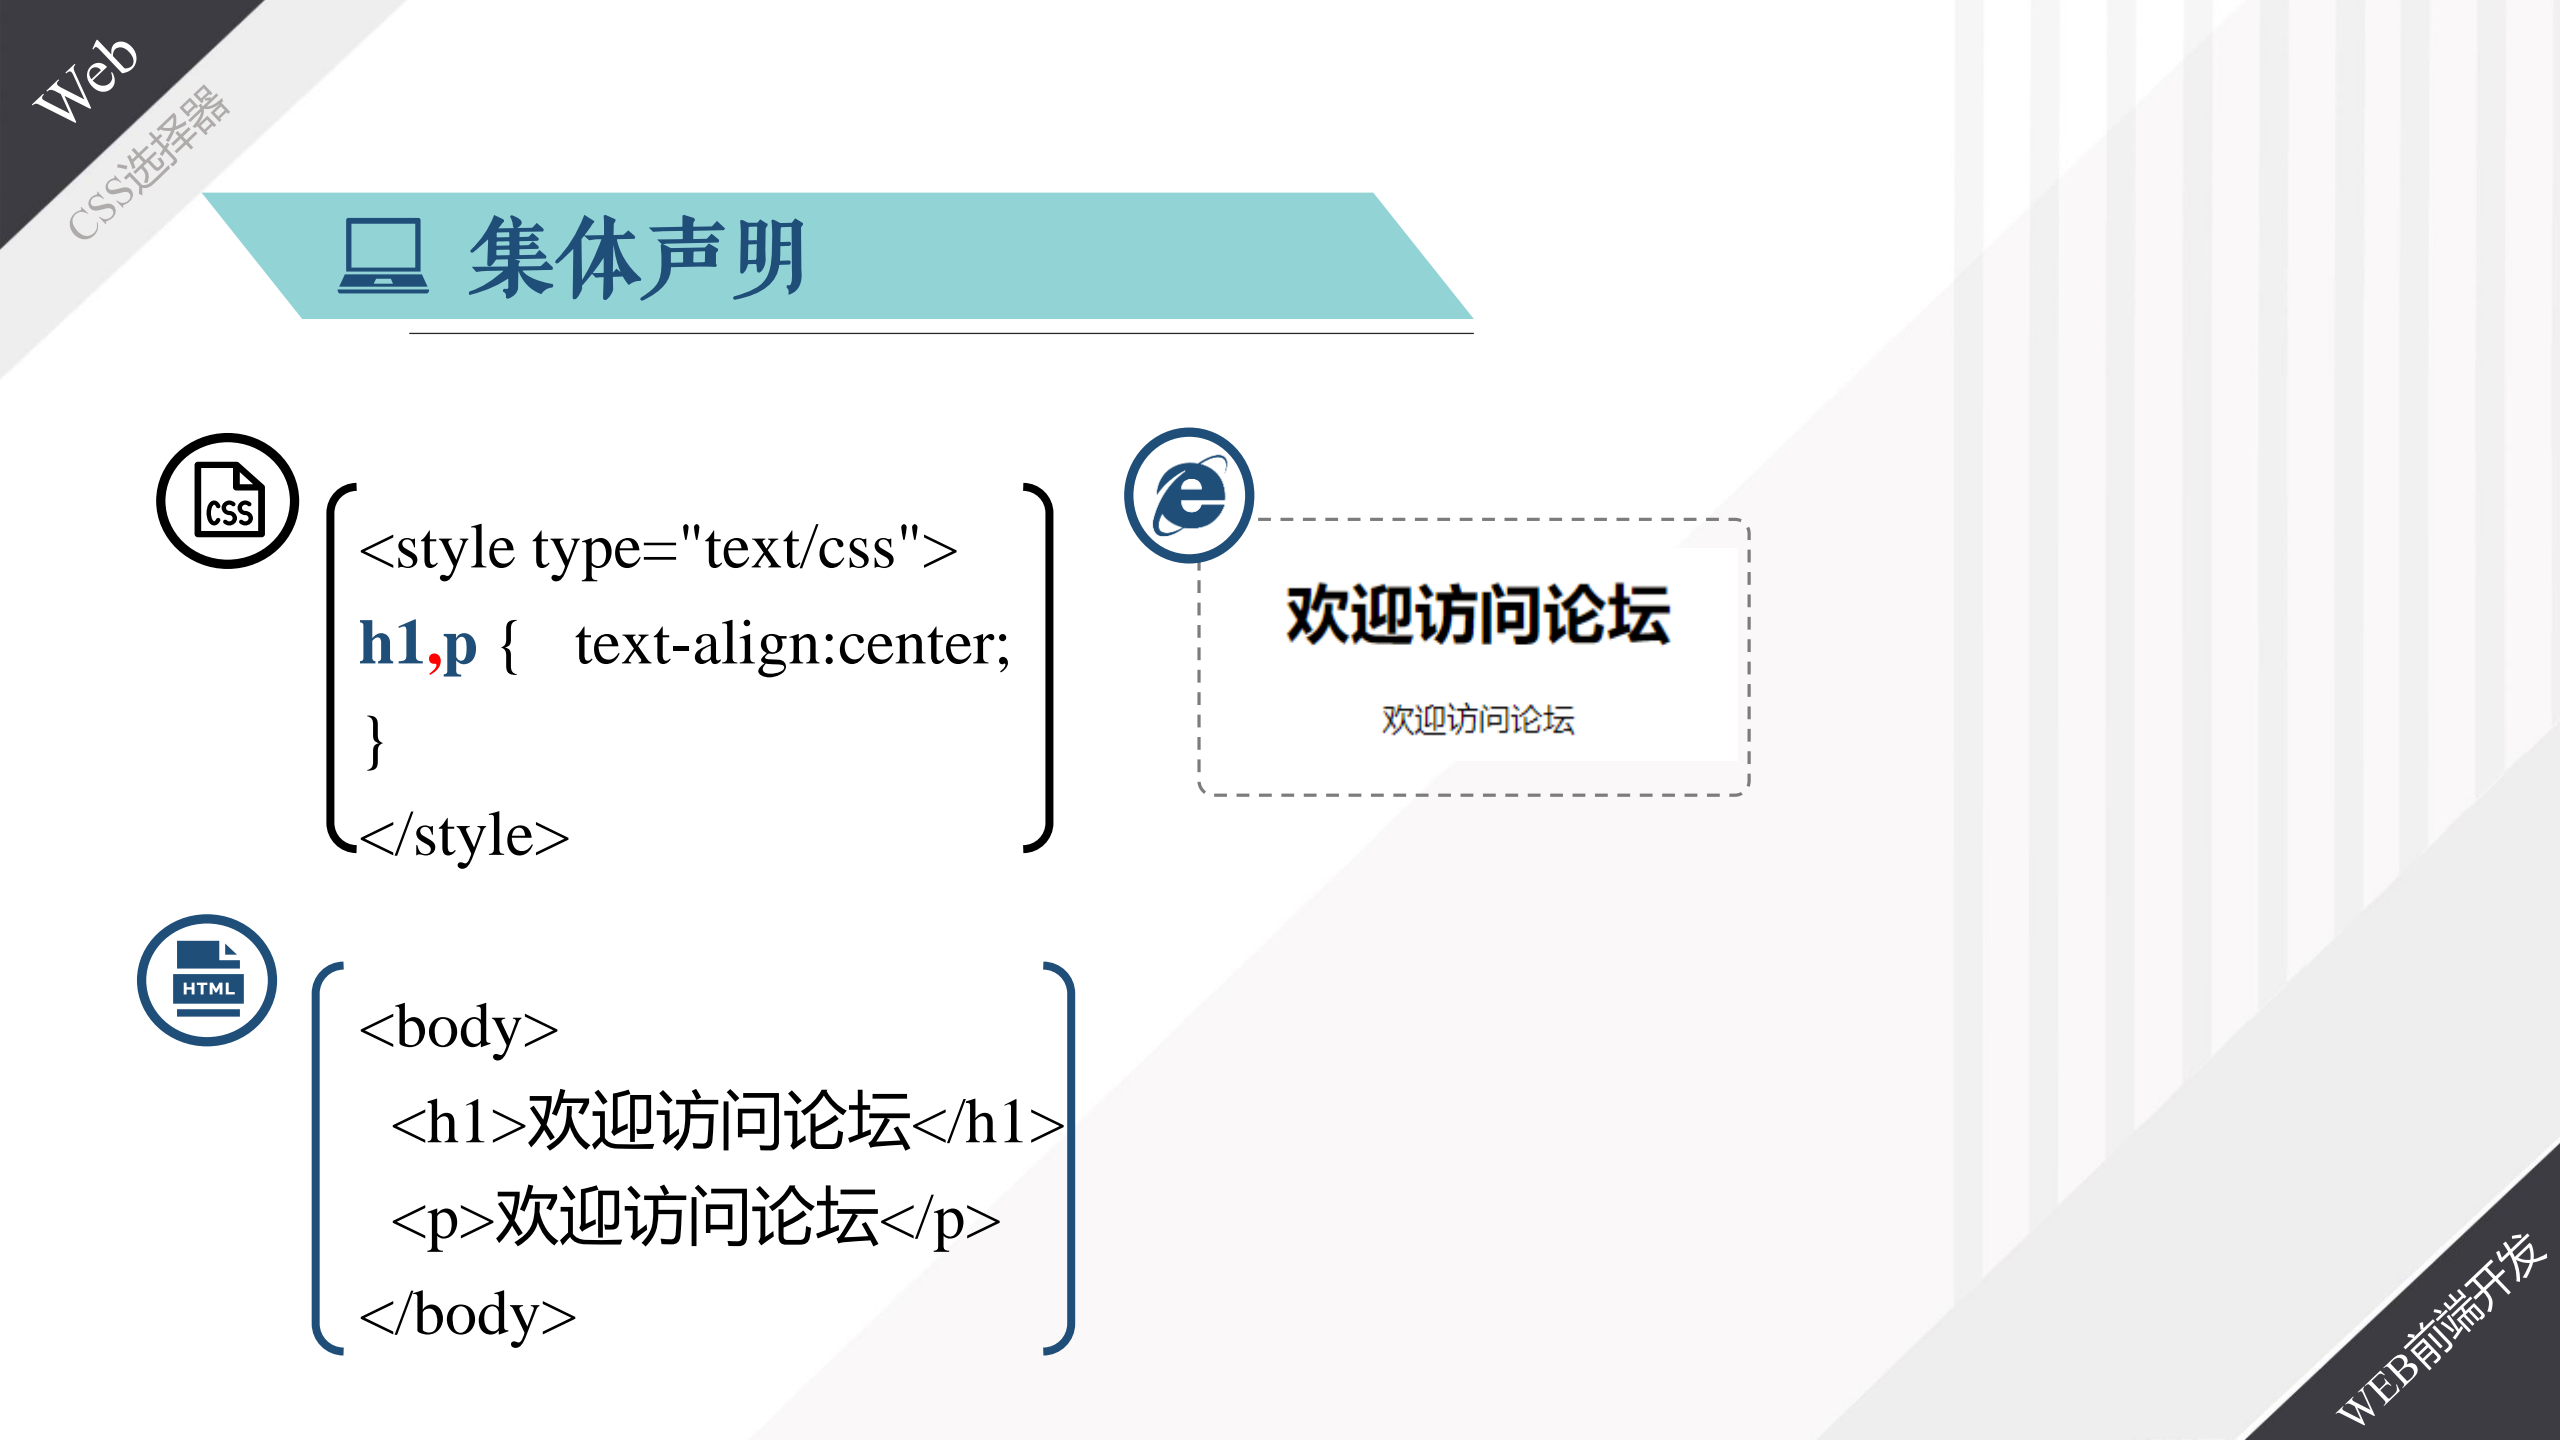 Web
CSS选择器
集体声明
CSS
<style type="text/css">
h1,p {    text-align:center;
}
</style>
欢迎访问论坛
欢迎访问论坛
HTML
<body>
  <h1>欢迎访问论坛</h1>
  <p>欢迎访问论坛</p>
</body>
WEB前端开发